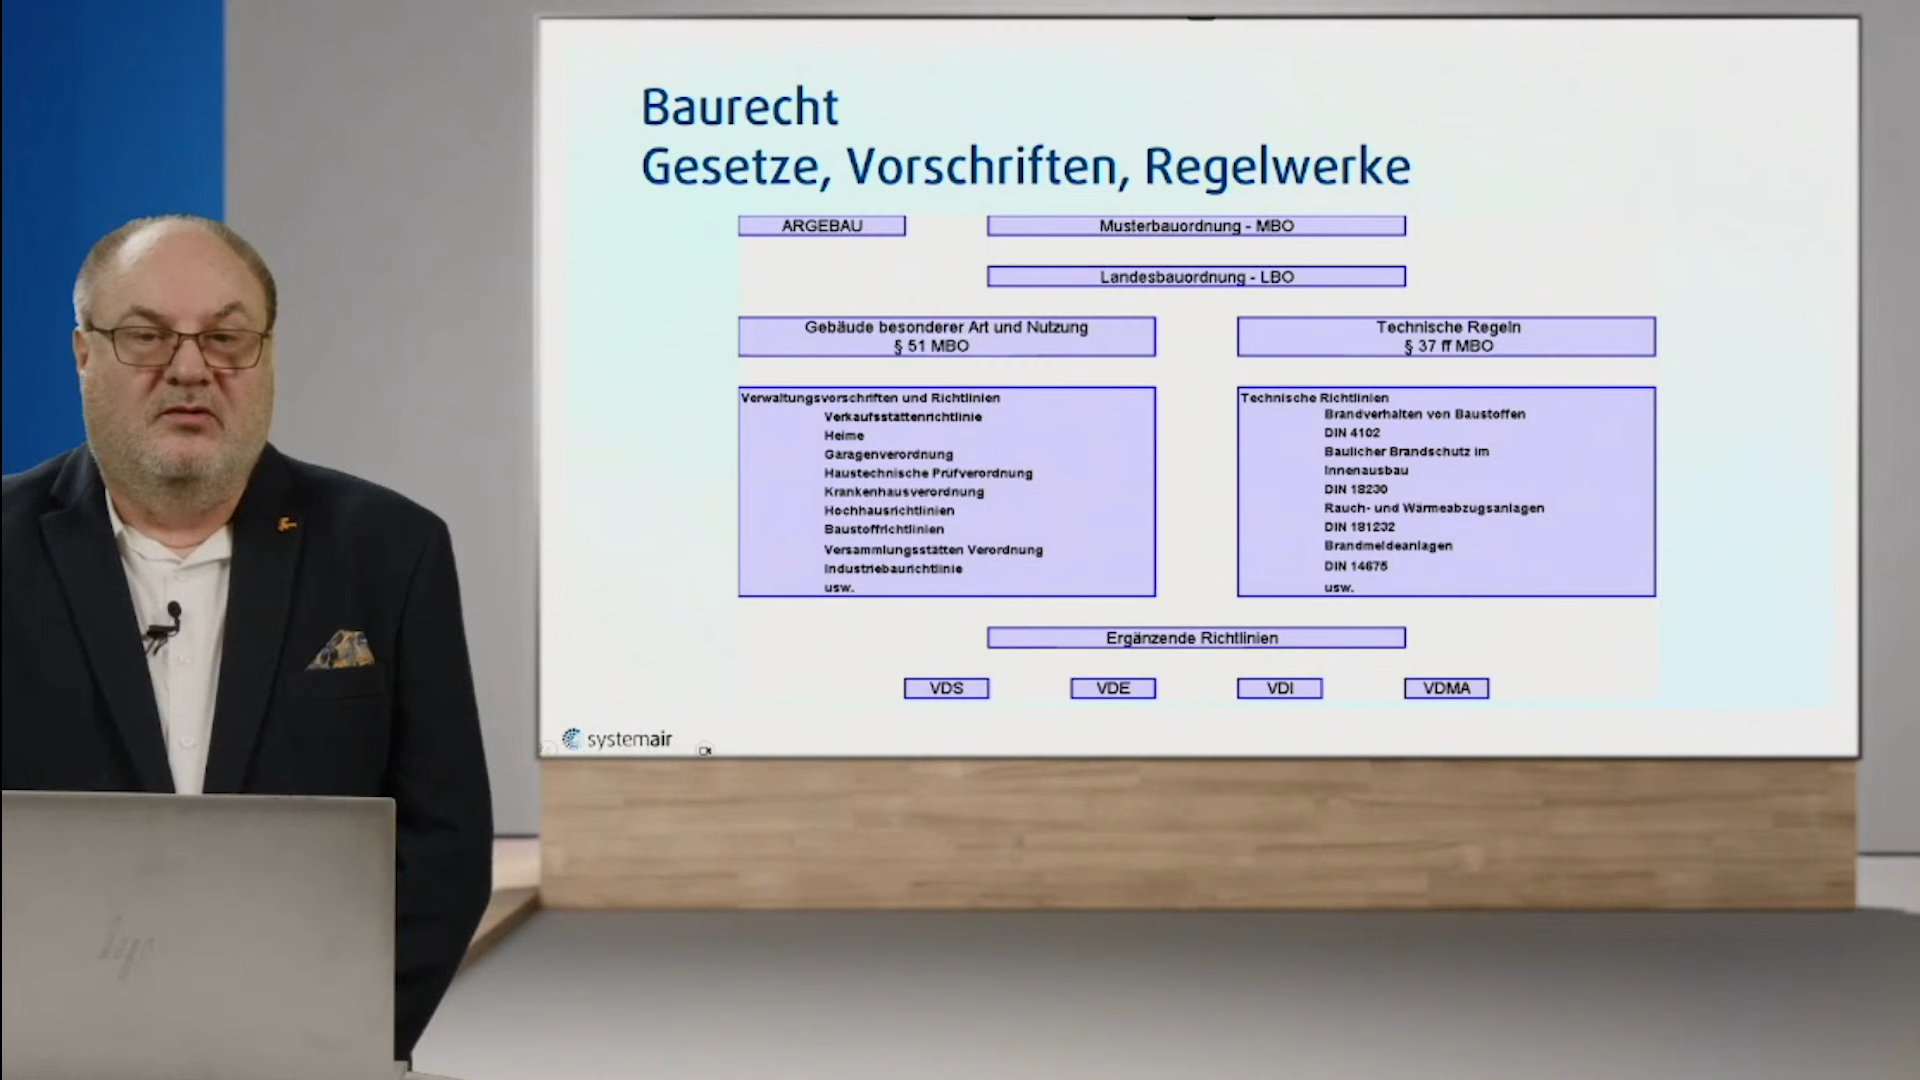 Baurecht
Gesetze, Vorschriften, Regelwerke
ARGEBAU
Musterbauordnung - MBO
Landesbauordnung - LBO
Gebäude besonderer Art und Nutzung
§ 51 MBO
Technische Regeln
§ 37 ff MBO
Verwaltungsvorschriften und Richtlinien
Verkaufsstättenrichtlinie
Heime
Garagenverordnung
Haustechnische Prüfverordnung
Krankenhausverordnung
Hochhausrichtlinien
Baustoffrichtlinien
Versammlungsstätten Verordnung
Industriebaurichtlinie
usw.
Technische Richtlinien
Brandverhalten von Baustoffen
DIN 4102
Baulicher Brandschutz im
Innenausbau
DIN 18230
Rauch- und Wärmeabzugsanlagen
DIN 181232
Brandmeldeanlagen
DIN 14675
usw.
Ergänzende Richtlinien
VDS
VDE
VDI
VDMA
systemair